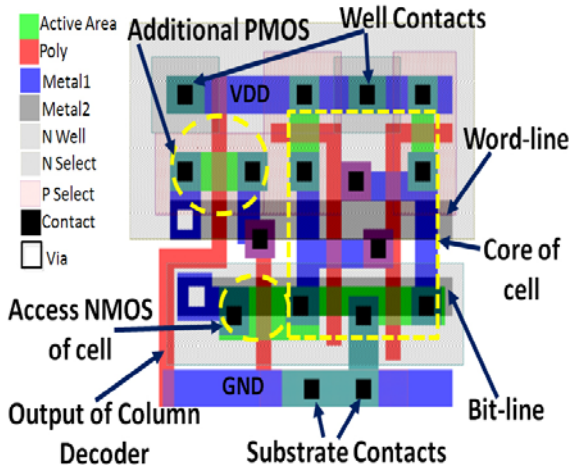 Active Area
Poly
Metal1
Metal2
N Well
N Select
P Select
Contact
Via
Additional PMOS
Well Contacts
VDD
Word-line
Core of
cell
Access NMOS
of cell
GND
Output of Column
Decoder
Substrate Contacts
Bit-line